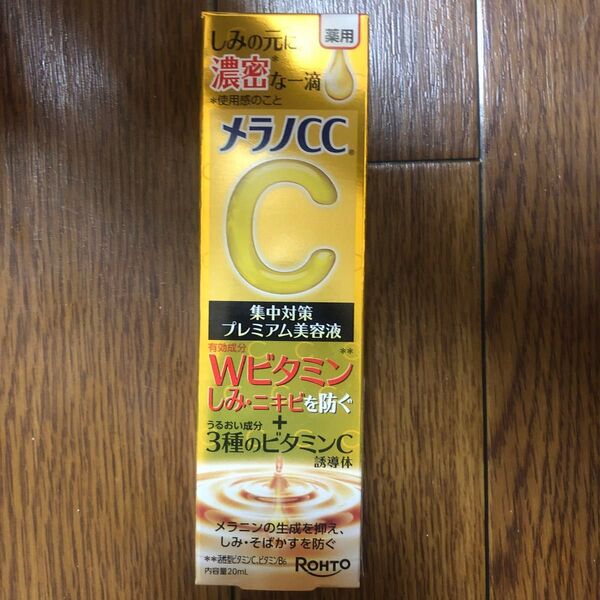 しみの元に
薬用
濃密*な一滴
*使用感のこと
メラノCC®
C
集中対策
プレミアム美容液
有効成分
Wビタミン**
しみ・ニキビを防ぐ
+
うるおい成分
3種のビタミンC
誘導体
メラニンの生成を抑え、
しみ・そばかすを防ぐ
**活性型ビタミンC、ビタミンB6
内容量20mL
ROHTO